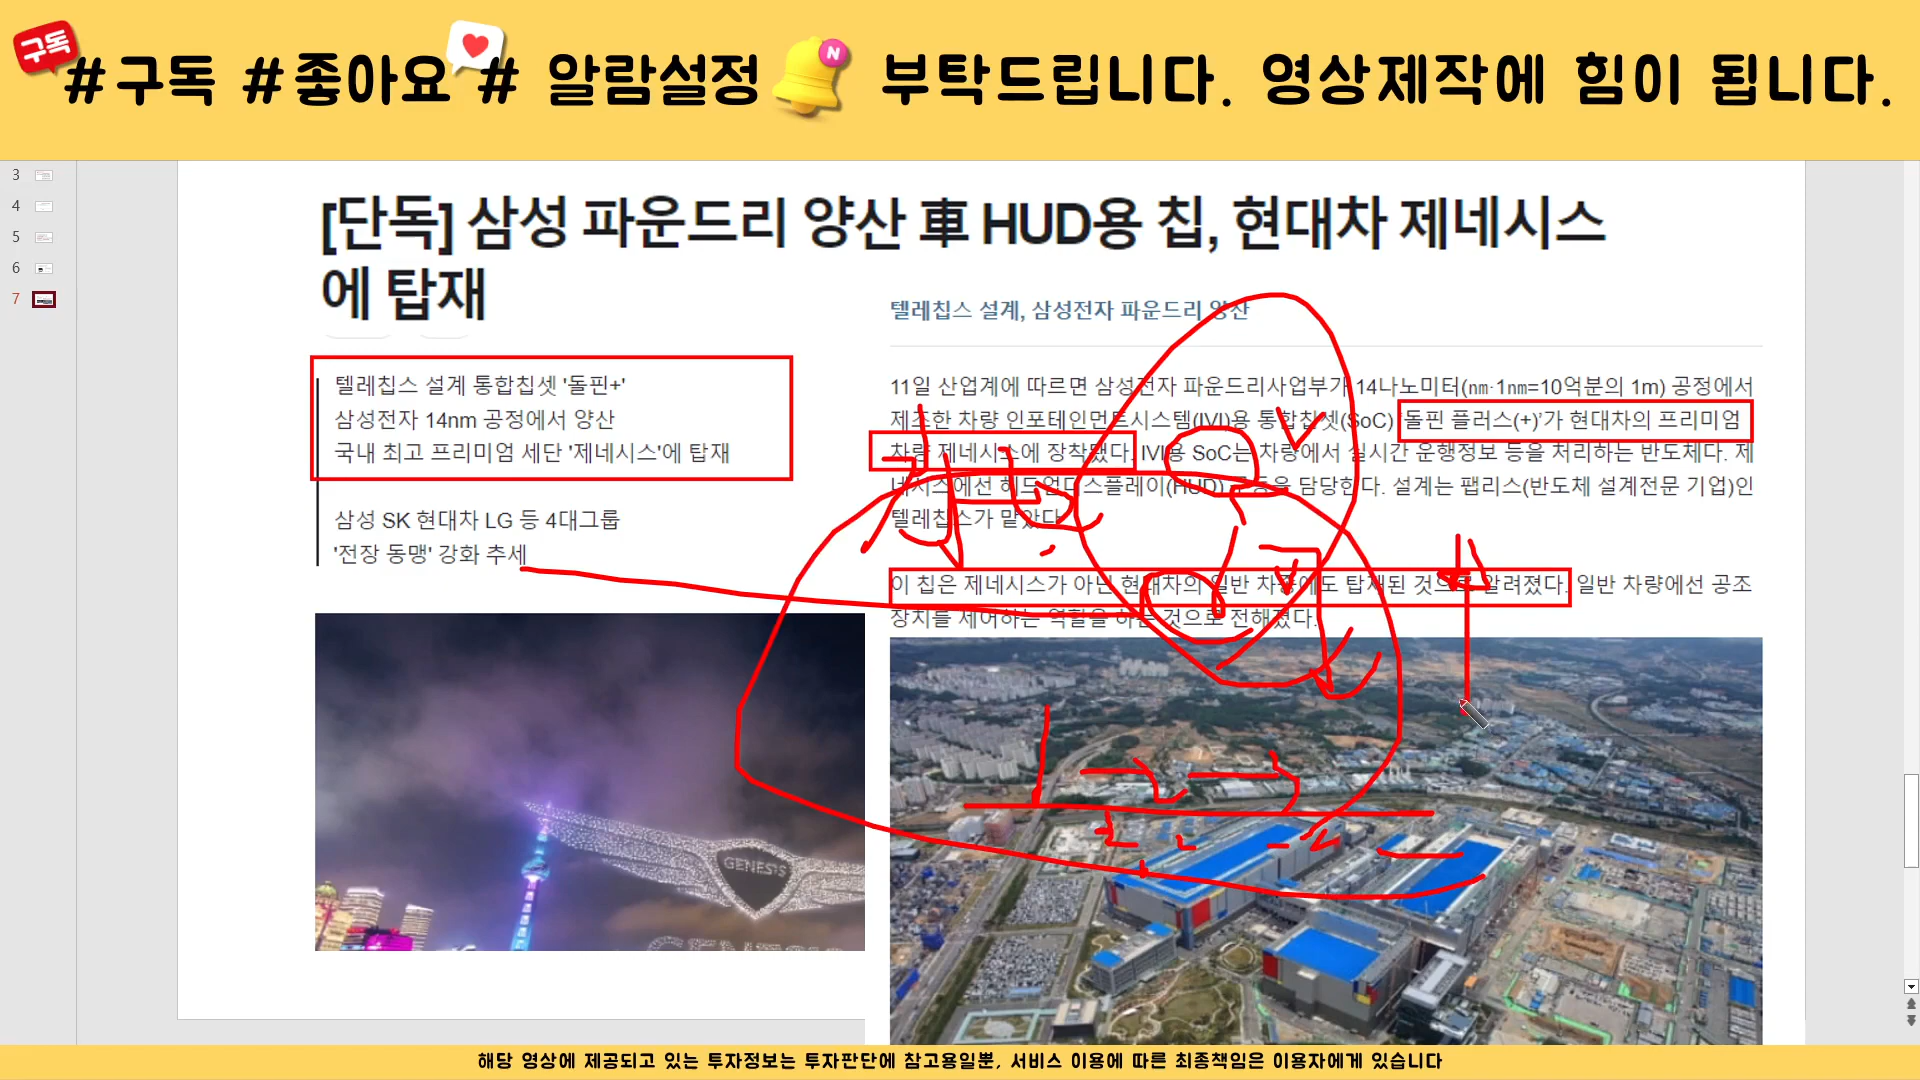 구독
#구독 #좋아요 # 알람설정 N 부탁드립니다. 영상제작에 힘이 됩니다.
3
4
5
6
7
[단독] 삼성 파운드리 양산 車 HUD용 칩, 현대차 제네시스
에 탑재
텔레칩스 설계, 삼성전자 파운드리 양산
텔레칩스 설계 통합칩셋 '돌핀+'
삼성전자 14nm 공정에서 양산
국내 최고 프리미엄 세단 '제네시스'에 탑재
삼성 SK 현대차 LG 등 4대그룹
'전장 동맹' 강화 추세
11일 산업계에 따르면 삼성전자 파운드리사업부가 14나노미터(㎚·1㎚=10억분의 1m) 공정에서
제조한 차량 인포테인먼트시스템(IVI)용 통합칩셋(SoC) '돌핀 플러스(+)'가 현대차의 프리미엄
차량 제네시스에 장착됐다. IVI용 SoC는 차량에서 실시간 운행정보 등을 처리하는 반도체다. 제
네시스에선 헤드업디스플레이(HUD) 구동을 담당한다. 설계는 팹리스(반도체 설계전문 기업)인
텔레칩스가 맡았다.
이 칩은 제네시스가 아닌 현대차의 일반 차종에도 탑재된 것으로 알려졌다. 일반 차량에선 공조
장치를 제어하는 역할을 하는 것으로 전해졌다.
GENESIS
GENESIS
해당 영상에 제공되고 있는 투자정보는 투자판단에 참고용일뿐, 서비스 이용에 따른 최종책임은 이용자에게 있습니다